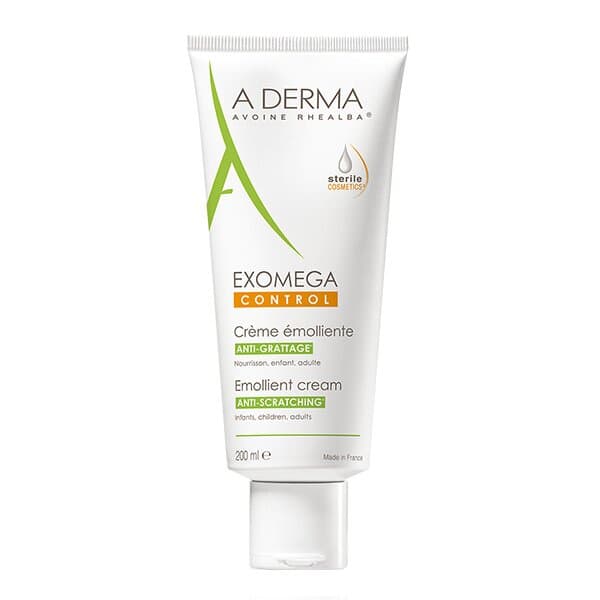 A DERMA
AVOINE RHEALBA®
sterile
COSMETICS®
EXOMEGA
CONTROL
Crème émolliente
ANTI-GRATTAGE*
Nourrisson, enfant, adulte
Emollient cream
ANTI-SCRATCHING*
Infants, children, adults
200 ml ℮
Made in France